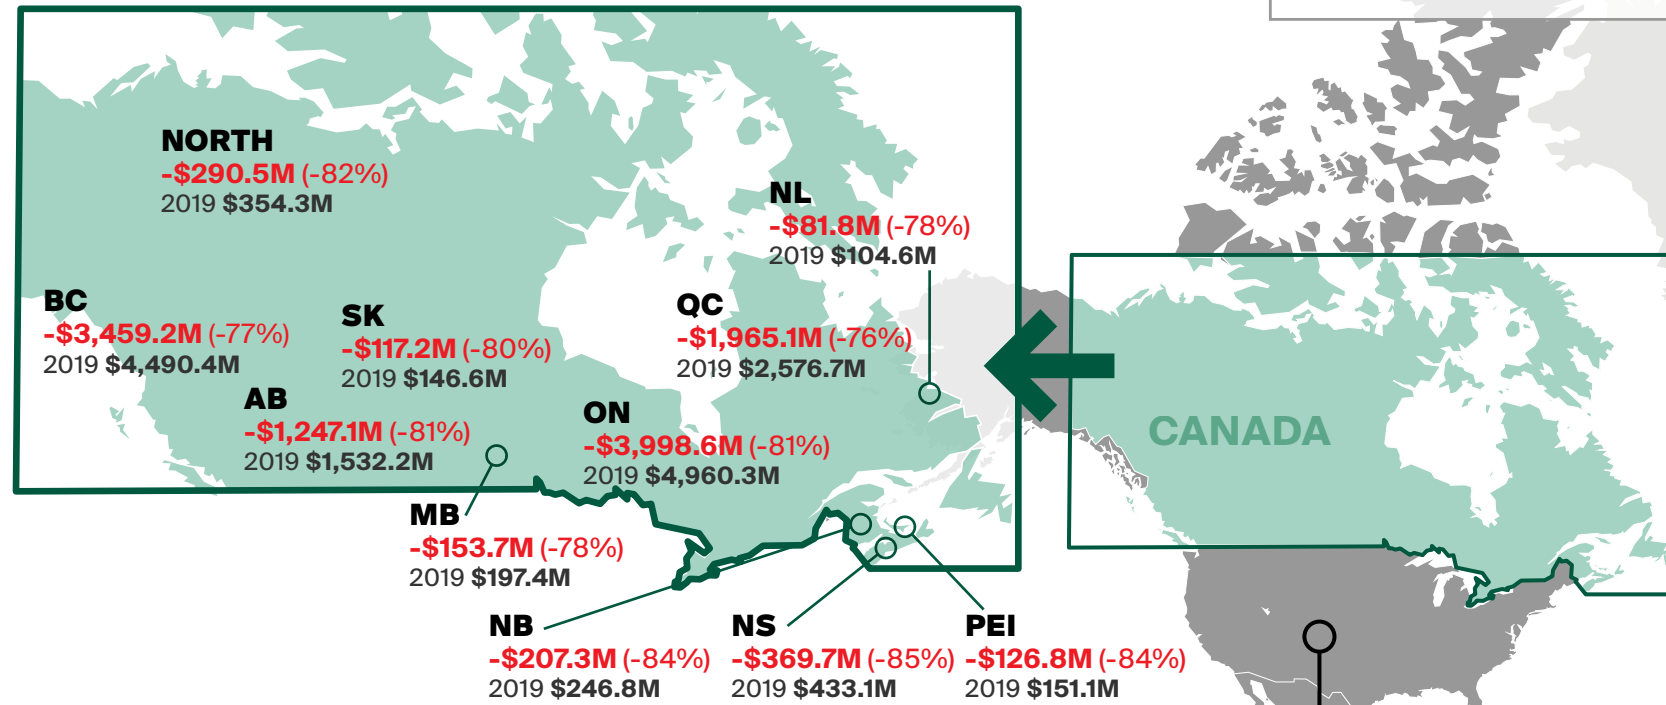 NORTH
-$290.5M (-82%)
2019 $354.3M
NL
-$81.8M (-78%)
2019 $104.6M
BC
-$3,459.2M (-77%)
2019 $4,490.4M
SK
-$117.2M (-80%)
2019 $146.6M
QC
-$1,965.1M (-76%)
2019 $2,576.7M
AB
-$1,247.1M (-81%)
2019 $1,532.2M
ON
-$3,998.6M (-81%)
2019 $4,960.3M
CANADA
MB
-$153.7M (-78%)
2019 $197.4M
NB
-$207.3M (-84%)
2019 $246.8M
NS
-$369.7M (-85%)
2019 $433.1M
PEI
-$126.8M (-84%)
2019 $151.1M